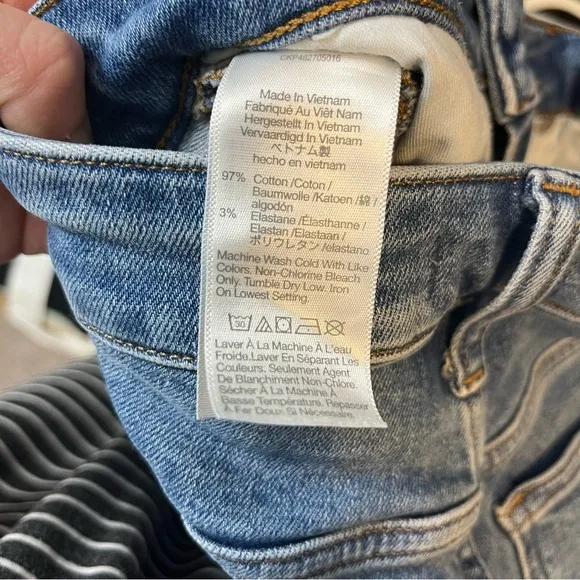 CKP482705016
Made In Vietnam
Fabriqué Au Viêt Nam
Hergestellt In Vietnam
Vervaardigd In Vietnam
ベトナム製
hecho en vietnam
97% Cotton /Coton /
Baumwolle /Katoen /綿 /
algodón
3% Elastane /Élasthanne /
Elastan /Elastaan /
ポリウレタン /elastano
Machine Wash Cold With Like
Colors. Non-Chlorine Bleach
Only. Tumble Dry Low. Iron
On Lowest Setting.
30
Laver À La Machine À L'eau
Froide.Laver En Séparant Les
Couleurs. Seulement Agent
De Blanchiment Non-Chlore.
Sécher À La Machine À
Basse Température. Repasser
À Fer Doux Si Nécessaire.